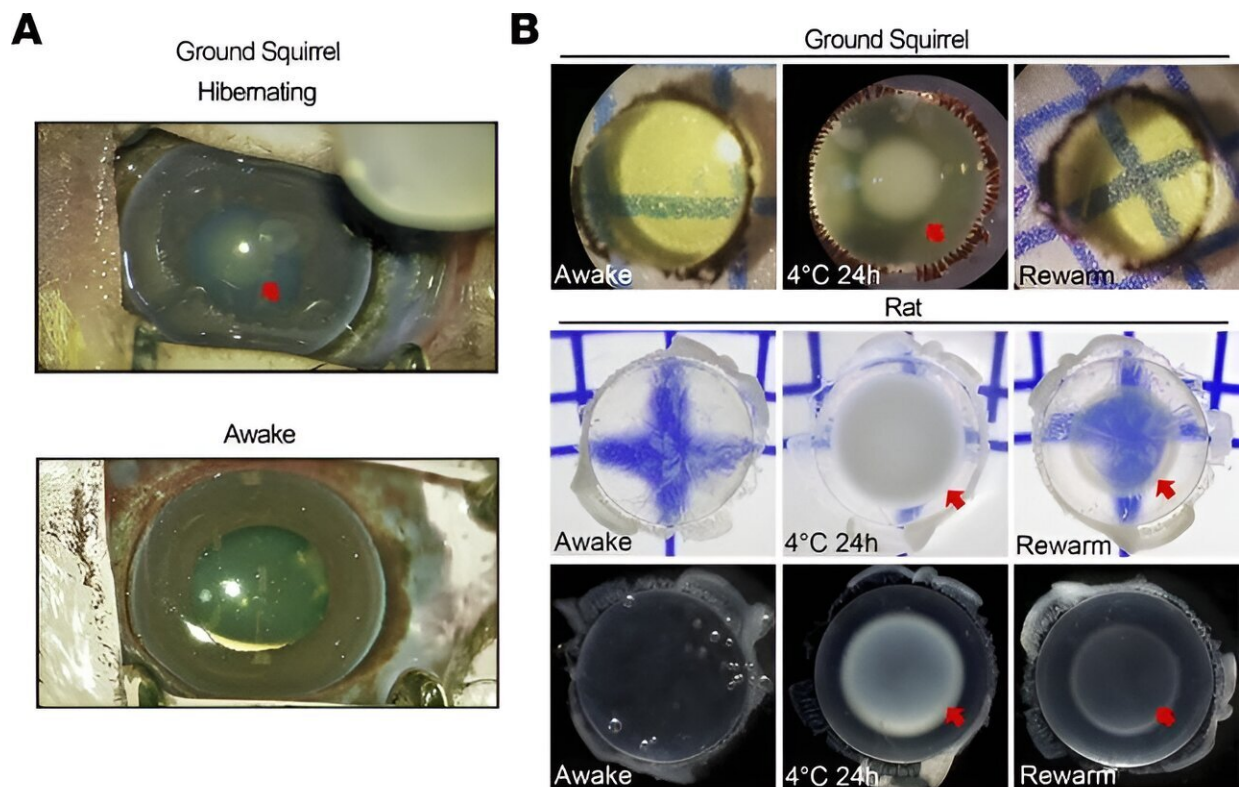 A
Ground Squirrel
Hibernating
Awake
B
Ground Squirrel
Awake
4°C 24h
Rewarm
Rat
Awake
4°C 24h
Rewarm
Awake
4°C 24h
Rewarm